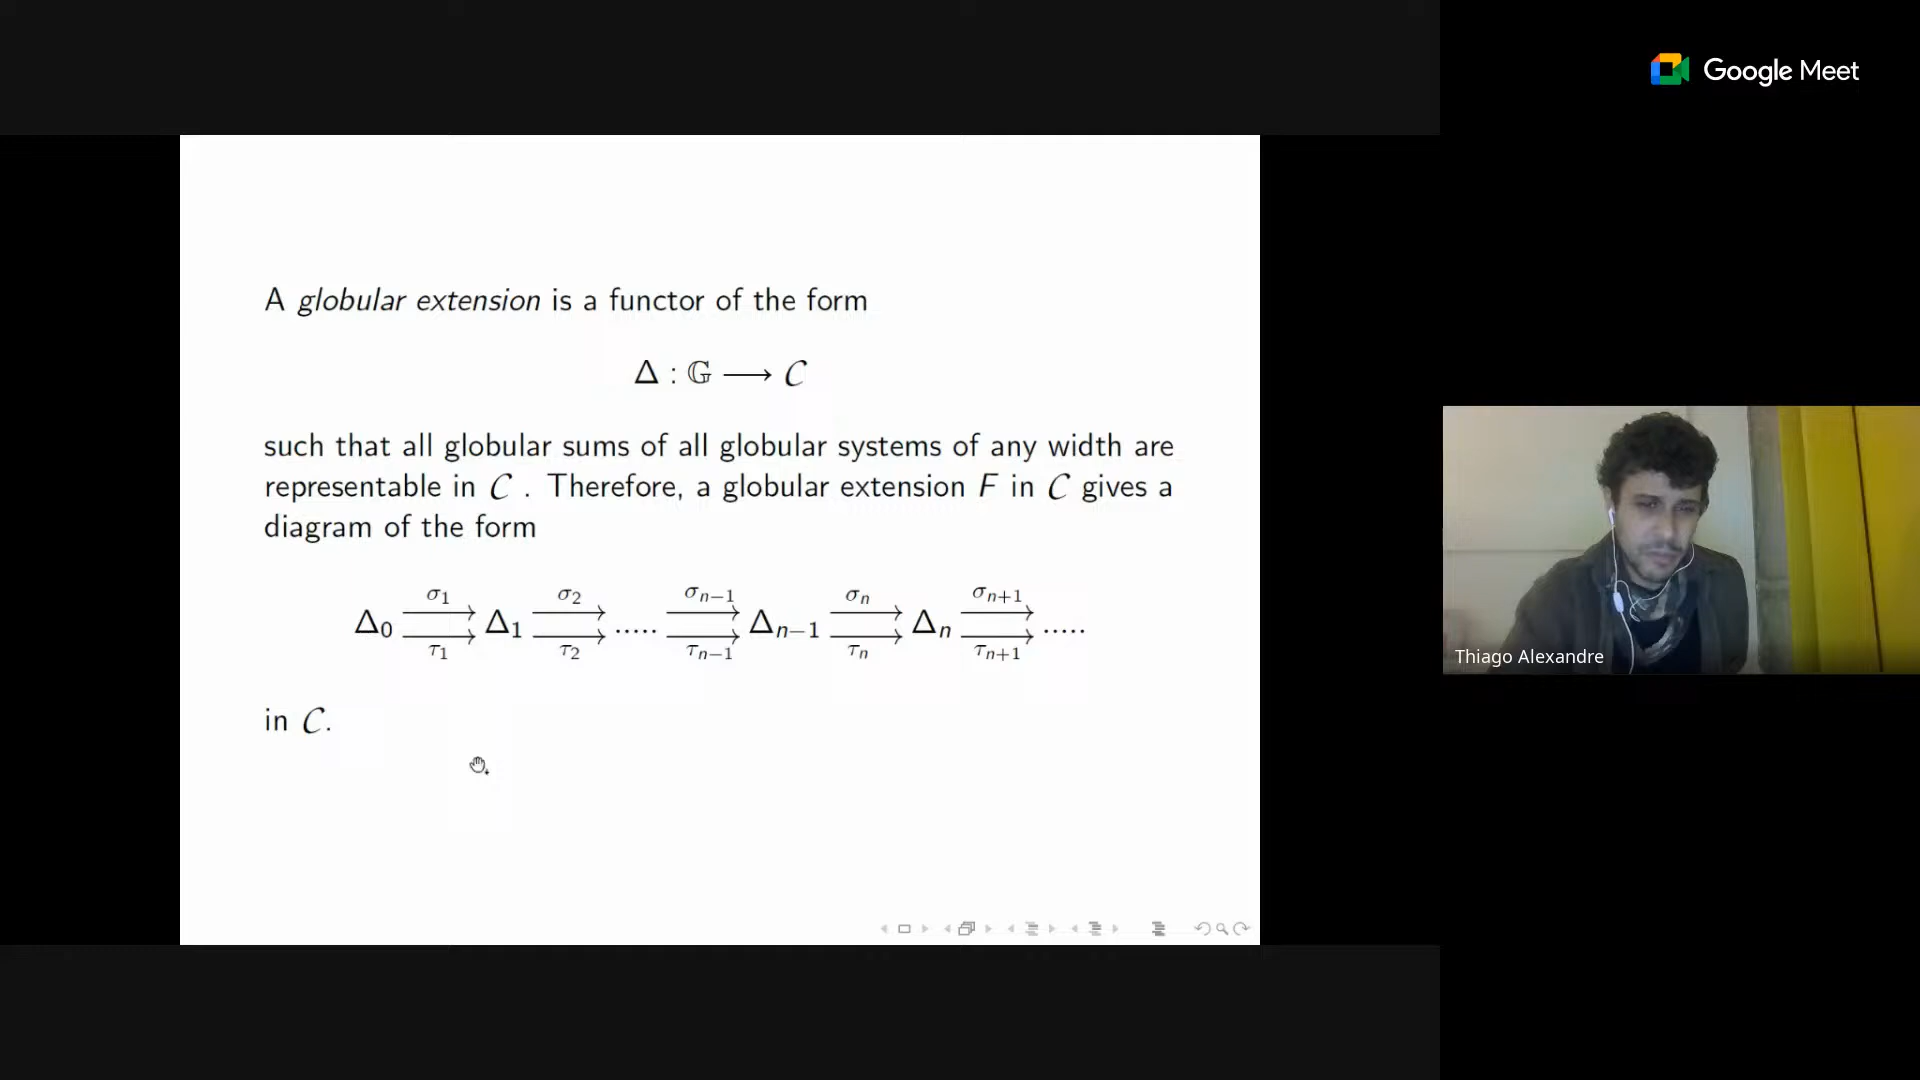 Google Meet
A globular extension is a functor of the form
Δ : 𝔾 ⟶ 𝒞
such that all globular sums of all globular systems of any width are
representable in 𝒞 . Therefore, a globular extension F in 𝒞 gives a
diagram of the form
σ₁ σ₂ σₙ₋₁ σₙ σₙ₊₁
Δ₀ Δ₁ ..... Δₙ₋₁ Δₙ .....
τ₁ τ₂ τₙ₋₁ τₙ τₙ₊₁
in 𝒞.
Thiago Alexandre